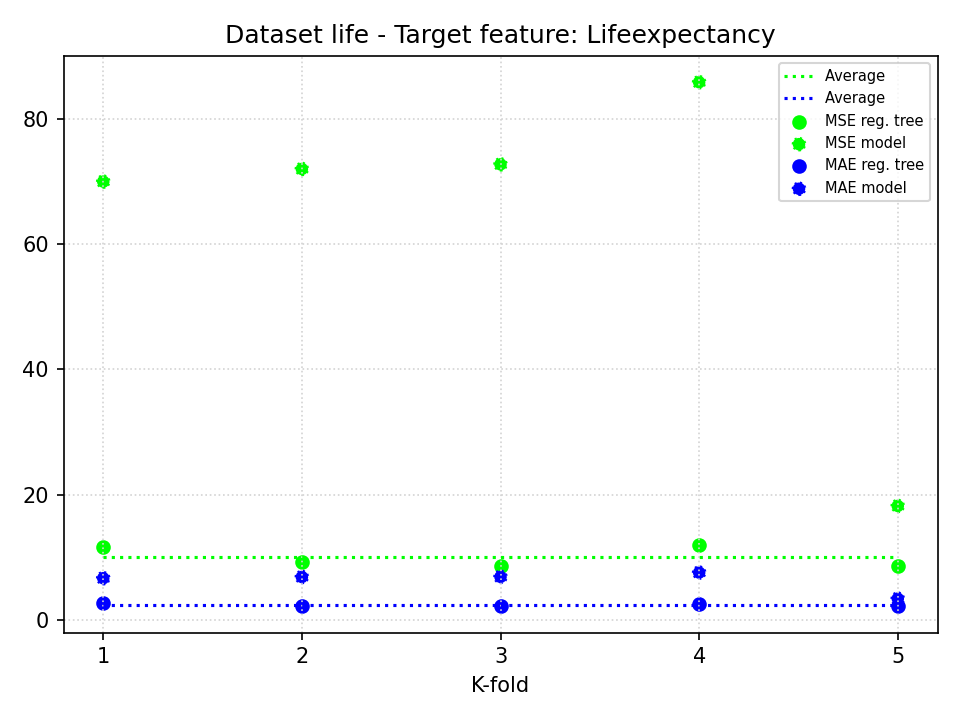 Dataset life - Target feature: Lifeexpectancy
Average
Average
MSE reg. tree
MSE model
MAE reg. tree
MAE model
80
60
40
20
0
1 2 3 4 5
K-fold